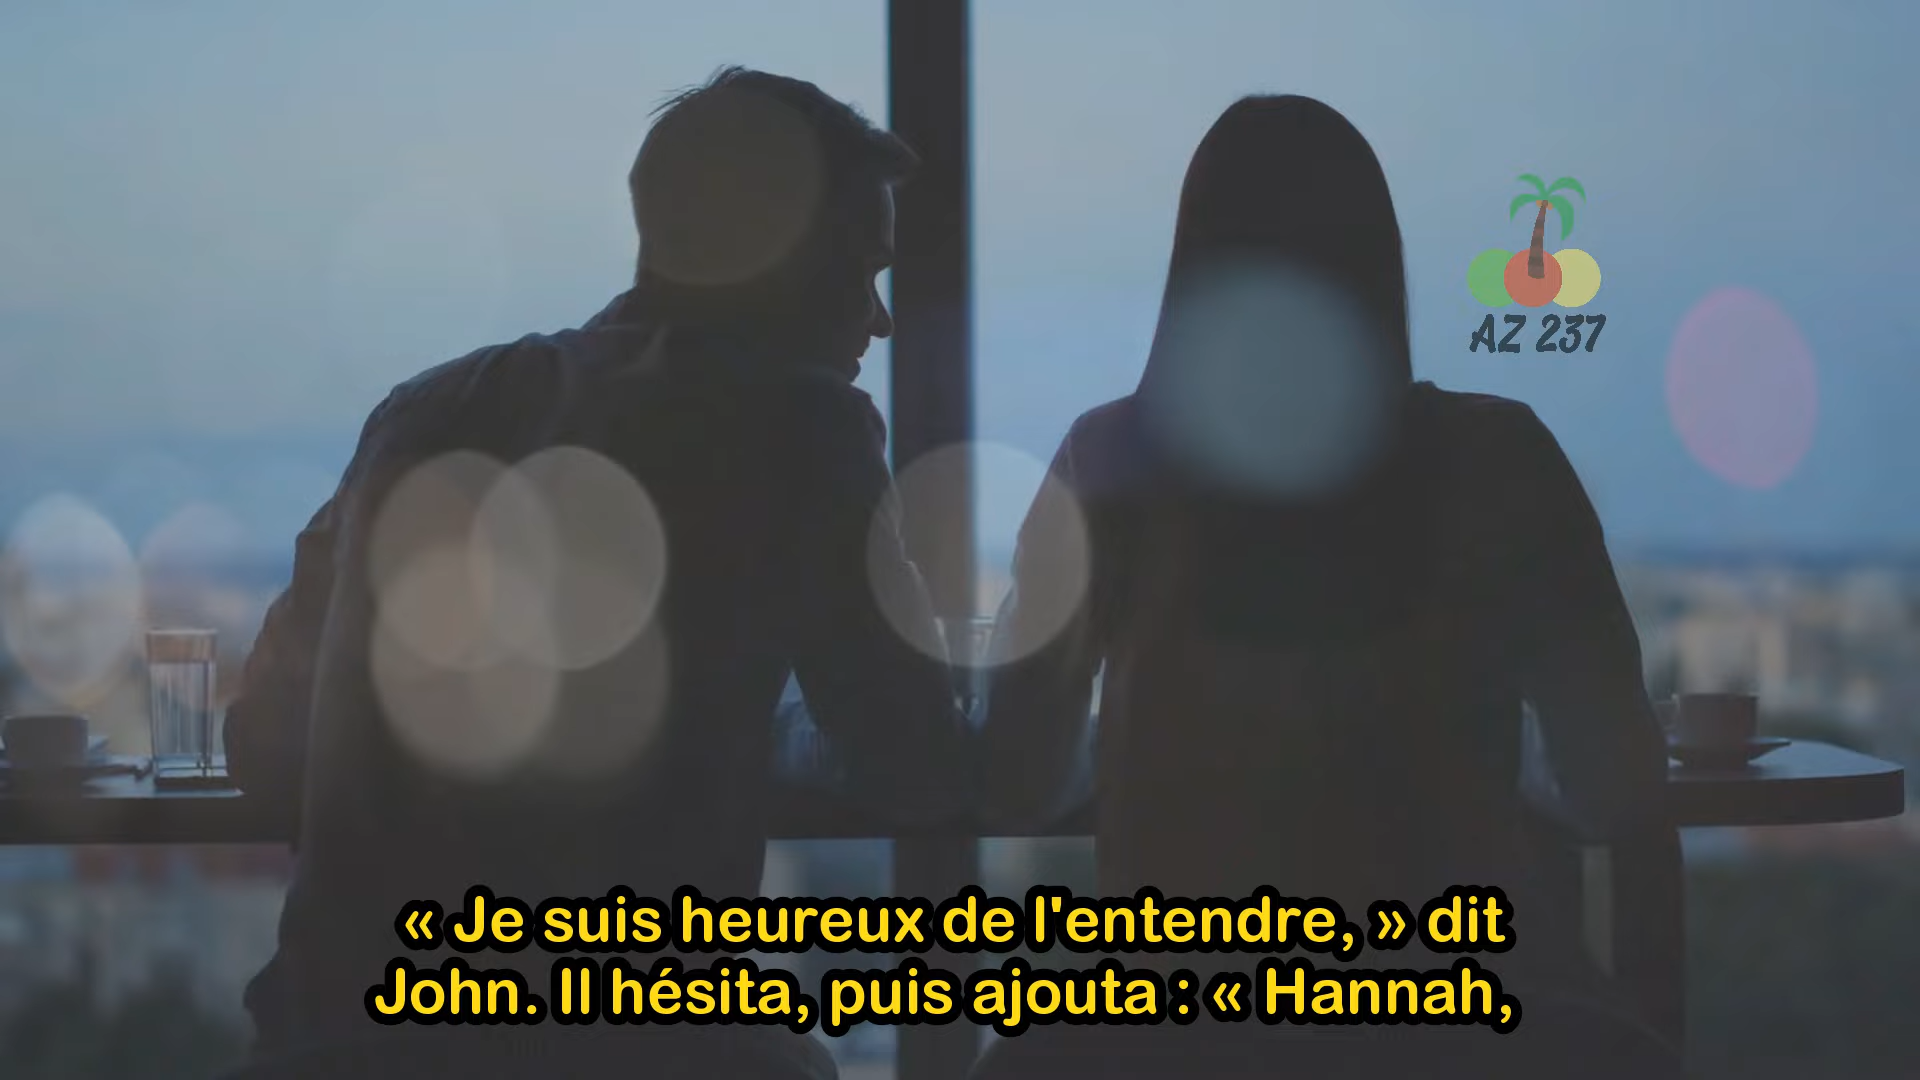 AZ 237
« Je suis heureux de l'entendre, » dit
John. Il hésita, puis ajouta : « Hannah,